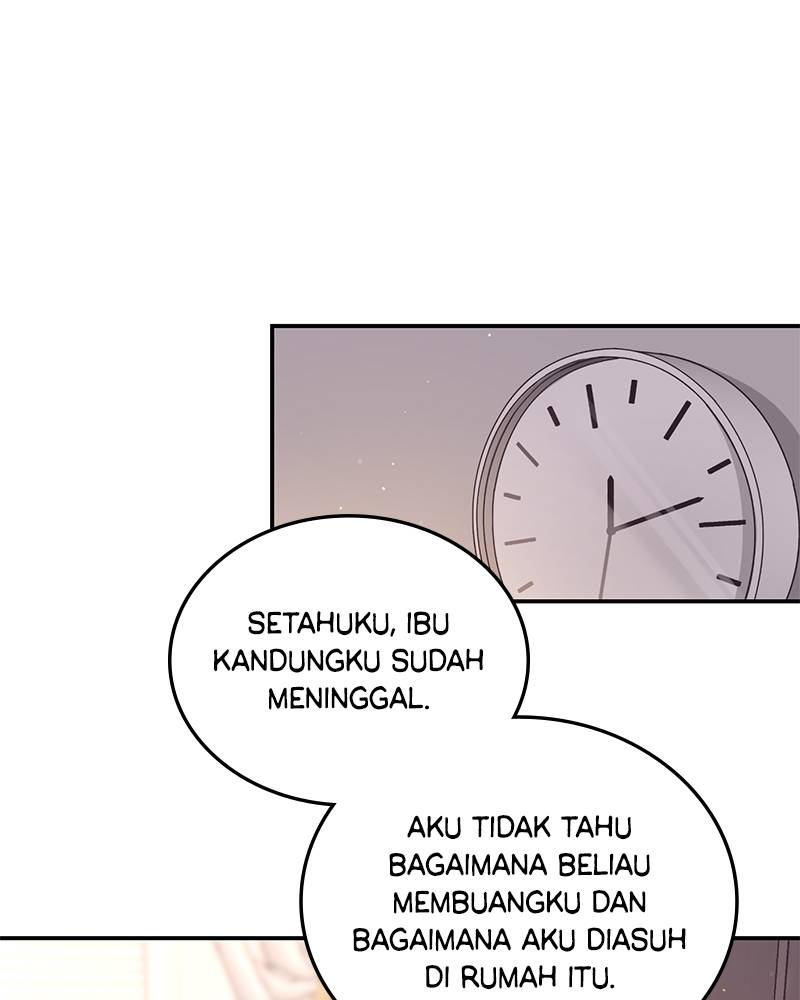 SETAHUKU, IBU
KANDUNGKU SUDAH
MENINGGAL.
AKU TIDAK TAHU
BAGAIMANA BELIAU
MEMBUANGKU DAN
BAGAIMANA AKU DIASUH
DI RUMAH ITU.